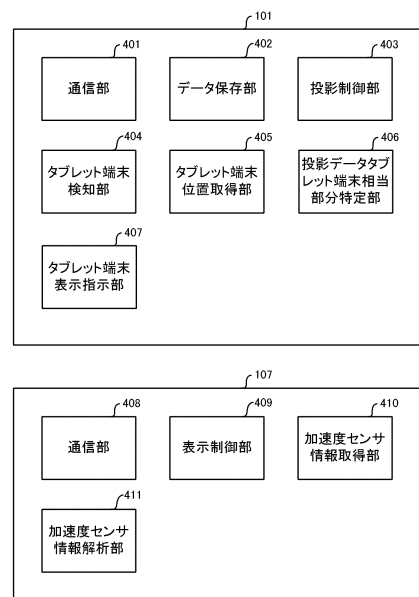 101
401
402
403
通信部
データ保存部
投影制御部
404
405
406
タブレット端末
検知部
タブレット端末
位置取得部
投影データタブ
レット端末相当
部分特定部
407
タブレット端末
表示指示部
107
408
409
410
通信部
表示制御部
加速度センサ
情報取得部
411
加速度センサ
情報解析部